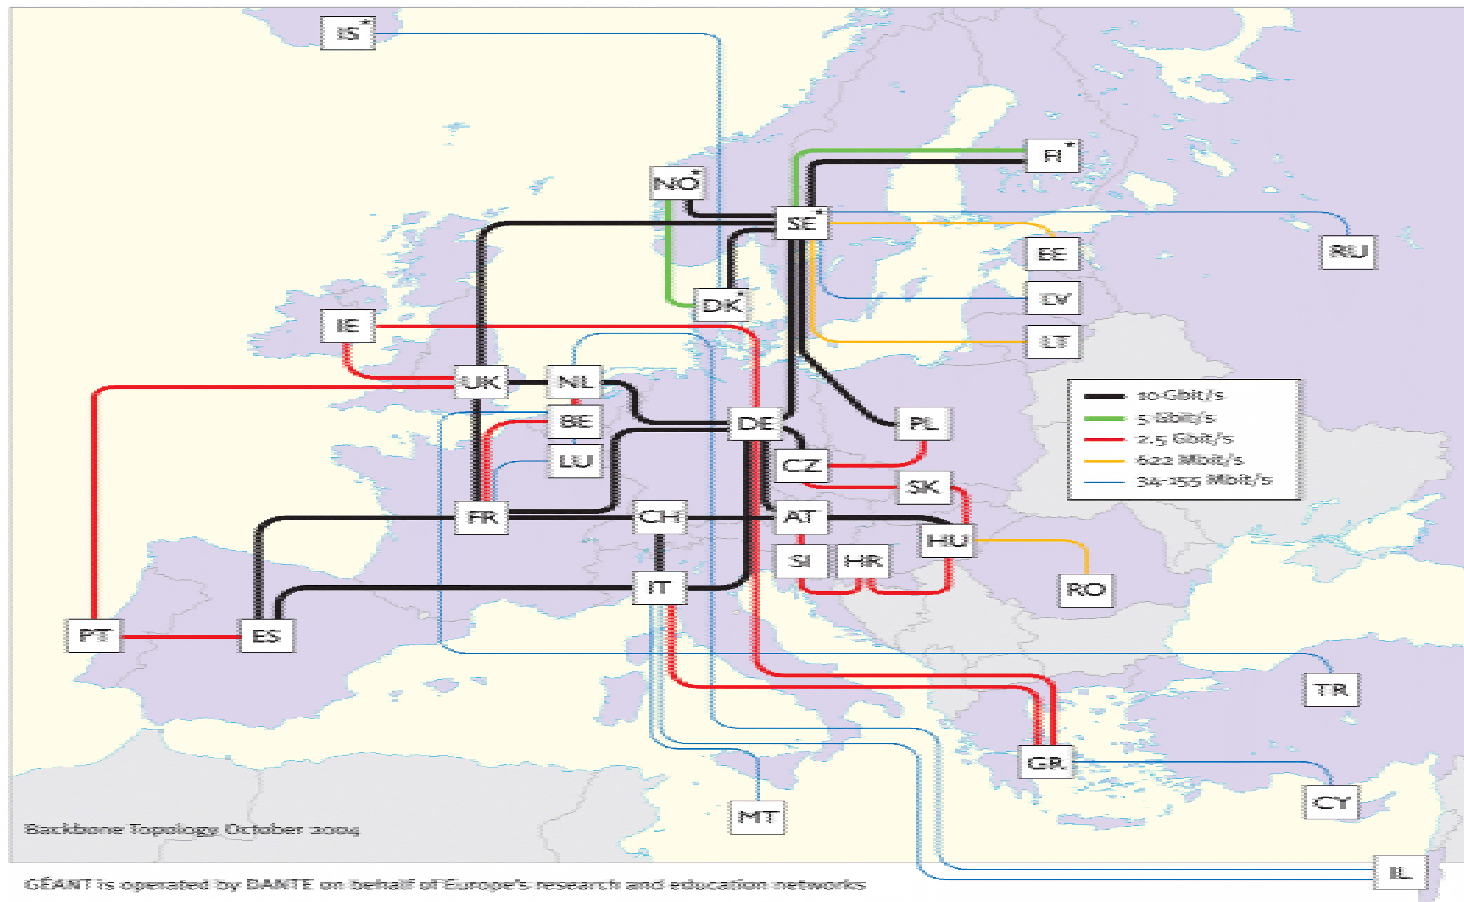 IS*
FI*
NO*
SE*
EE
RU
DK*
LV
IE
LT
UK
NL
10 Gbit/s
BE
DE
PL
5 Gbit/s
2.5 Gbit/s
LU
CZ
622 Mbit/s
SK
34-155 Mbit/s
FR
CH
AT
HU
SI
HR
IT
RO
PT
ES
TR
GR
CY
MT
Backbone Topology October 2004
IL
GÉANT is operated by DANTE on behalf of Europe's research and education networks